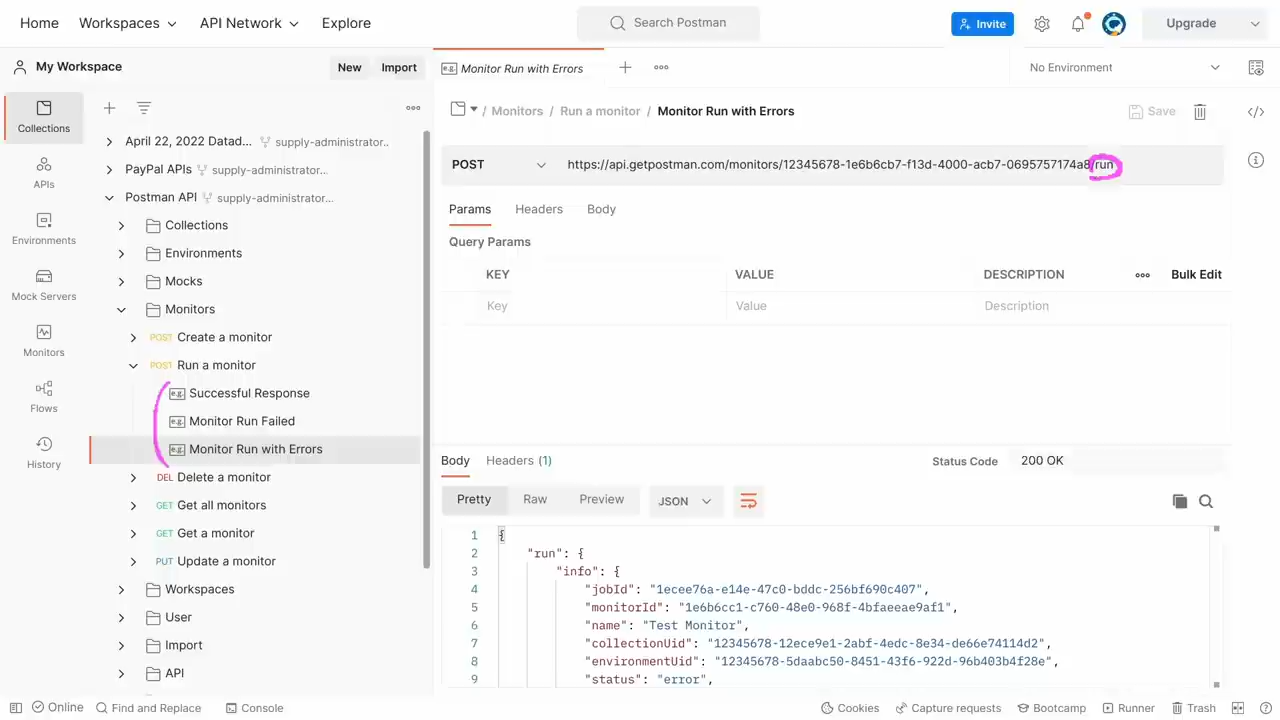 Home Workspaces API Network Explore
Search Postman
Invite
Upgrade
My Workspace
New Import
Monitor Run with Errors
No Environment
Collections
APIs
Environments
Mock Servers
Monitors
Flows
History
April 22, 2022 Datad... supply-administrator..
PayPal APIs supply-administrator...
Postman API supply-administrator...
Collections
Environments
Mocks
Monitors
POST Create a monitor
POST Run a monitor
e.g. Successful Response
e.g. Monitor Run Failed
e.g. Monitor Run with Errors
DEL Delete a monitor
GET Get all monitors
GET Get a monitor
PUT Update a monitor
Workspaces
User
Import
API
/ Monitors / Run a monitor / Monitor Run with Errors
Save
POST https://api.getpostman.com/monitors/12345678-1e6b6cb7-f13d-4000-acb7-0695757174a8/run
Params Headers Body
Query Params
KEY VALUE DESCRIPTION Bulk Edit
Key Value Description
Body Headers (1) Status Code 200 OK
Pretty Raw Preview JSON
1 {
2 "run": {
3 "info": {
4 "jobId": "1ecee76a-e14e-47c0-bddc-256bf690c407",
5 "monitorId": "1e6b6cc1-c760-48e0-968f-4bfaeeae9af1",
6 "name": "Test Monitor",
7 "collectionUid": "12345678-12ece9e1-2abf-4edc-8e34-de66e74114d2",
8 "environmentUid": "12345678-5daabc50-8451-43f6-922d-96b403b4f28e",
9 "status": "error",
Online Find and Replace Console Cookies Capture requests Bootcamp Runner Trash